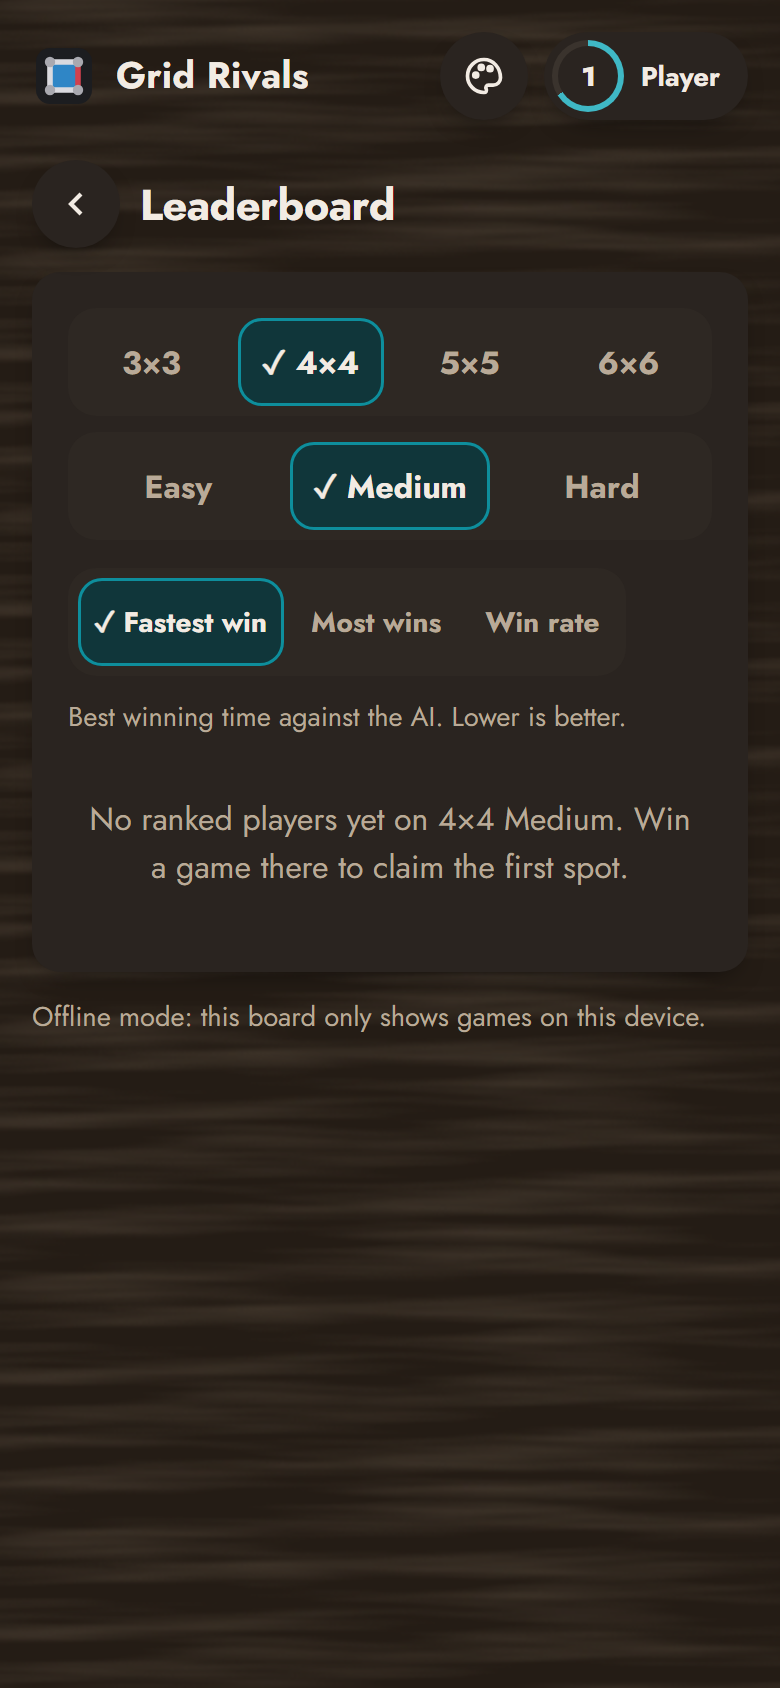 Grid Rivals
1 Player
Leaderboard
3×3 ✓ 4×4 5×5 6×6
Easy ✓ Medium Hard
✓ Fastest win Most wins Win rate
Best winning time against the AI. Lower is better.
No ranked players yet on 4×4 Medium. Win
a game there to claim the first spot.
Offline mode: this board only shows games on this device.